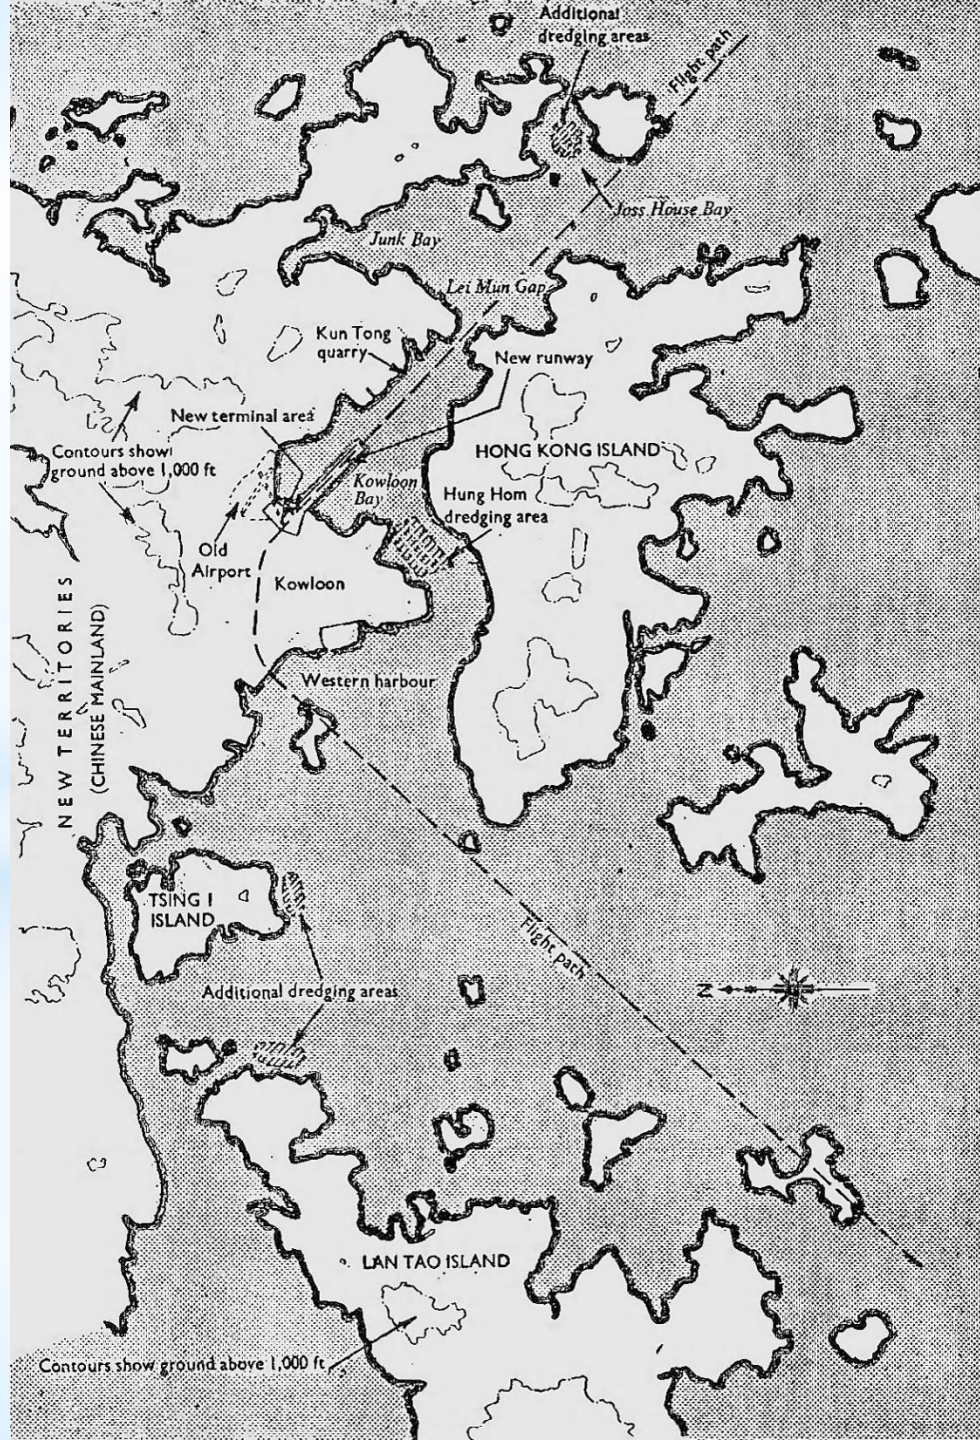 Additional
dredging areas
Flight path
Joss House Bay
Junk Bay
Lei Mun Gap
Kun Tong
quarry
New runway
New terminal area
Contours show
ground above 1,000 ft
HONG KONG ISLAND
Kowloon
Bay
Hung Hom
dredging area
Old
Airport
Kowloon
NEW TERRITORIES
(CHINESE MAINLAND)
Western harbour
TSING I
ISLAND
Flight path
Additional dredging areas
N
LAN TAO ISLAND
Contours show ground above 1,000 ft